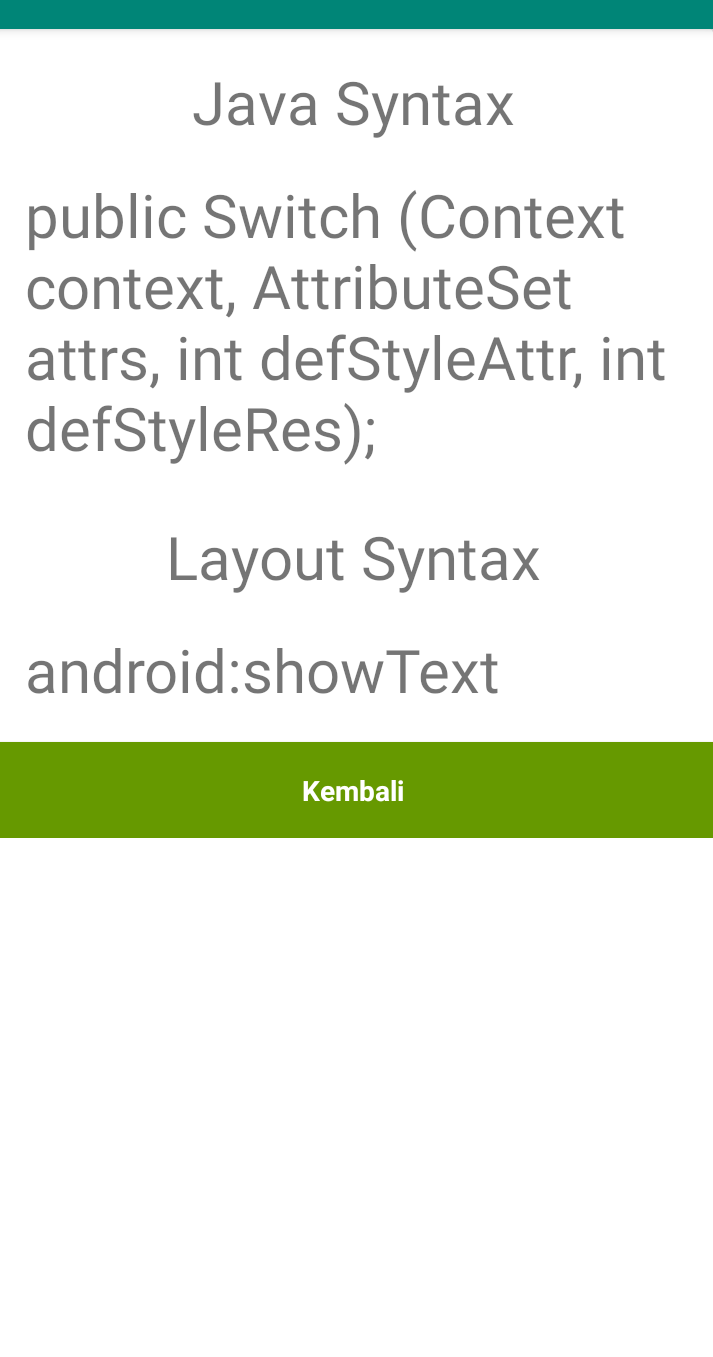 Java Syntax
public Switch (Context
context, AttributeSet
attrs, int defStyleAttr, int
defStyleRes);
Layout Syntax
android:showText
Kembali